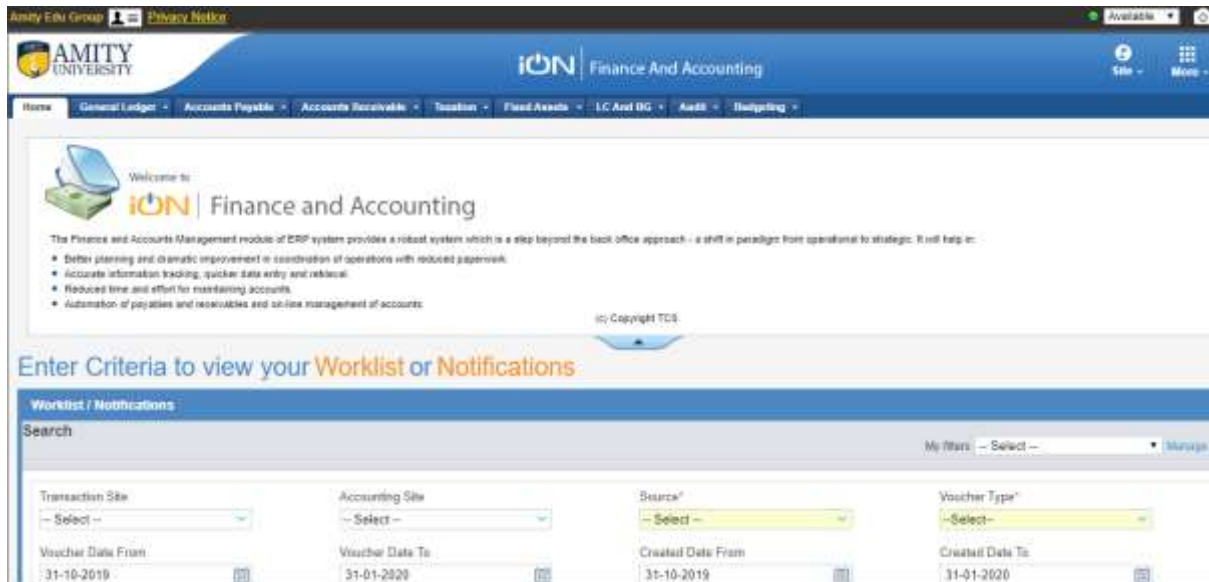 Amity Edu Group Privacy Notice Available
AMITY UNIVERSITY
iON Finance And Accounting
Site More
Home General Ledger Accounts Payable Accounts Receivable Taxation Fixed Assets LC And BG Audit Budgeting
Welcome to
iON Finance and Accounting
The Finance and Accounts Management module of ERP system provides a robust system which is a step beyond the back office approach - a shift in paradigm from operational to strategic. It will help in:
Better planning and dramatic improvement in coordination of operations with reduced paperwork.
Accurate information tracking, quicker data entry and retrieval.
Reduced time and effort for maintaining accounts.
Automation of payables and receivables and on-line management of accounts.
(c) Copyright TCS
Enter Criteria to view your Worklist or Notifications
Worklist / Notifications
Search
My filters -- Select -- Manage
Transaction Site Accounting Site Source* Voucher Type*
-- Select -- -- Select -- -- Select -- --Select--
Voucher Date From Voucher Date To Created Date From Created Date To
31-10-2019 31-01-2020 31-10-2019 31-01-2020